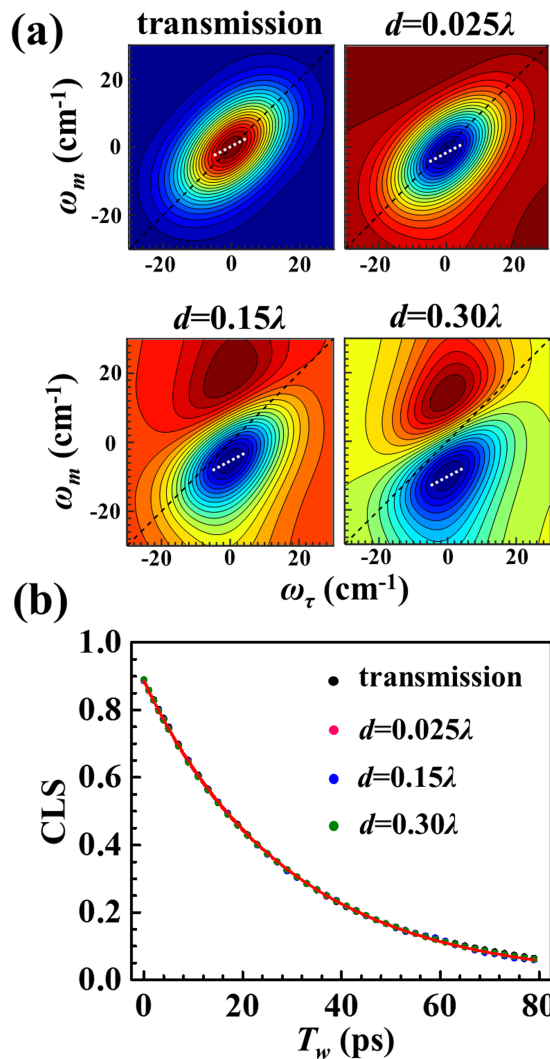 (a) transmission d=0.025λ
20
0
-20
ωm (cm⁻¹)
-20 0 20
-20 0 20
d=0.15λ d=0.30λ
20
0
-20
ωm (cm⁻¹)
-20 0 20
-20 0 20
ωτ (cm⁻¹)
(b)
1.0
0.8
0.6
0.4
0.2
0.0
CLS
transmission
d=0.025λ
d=0.15λ
d=0.30λ
0 20 40 60 80
Tw (ps)